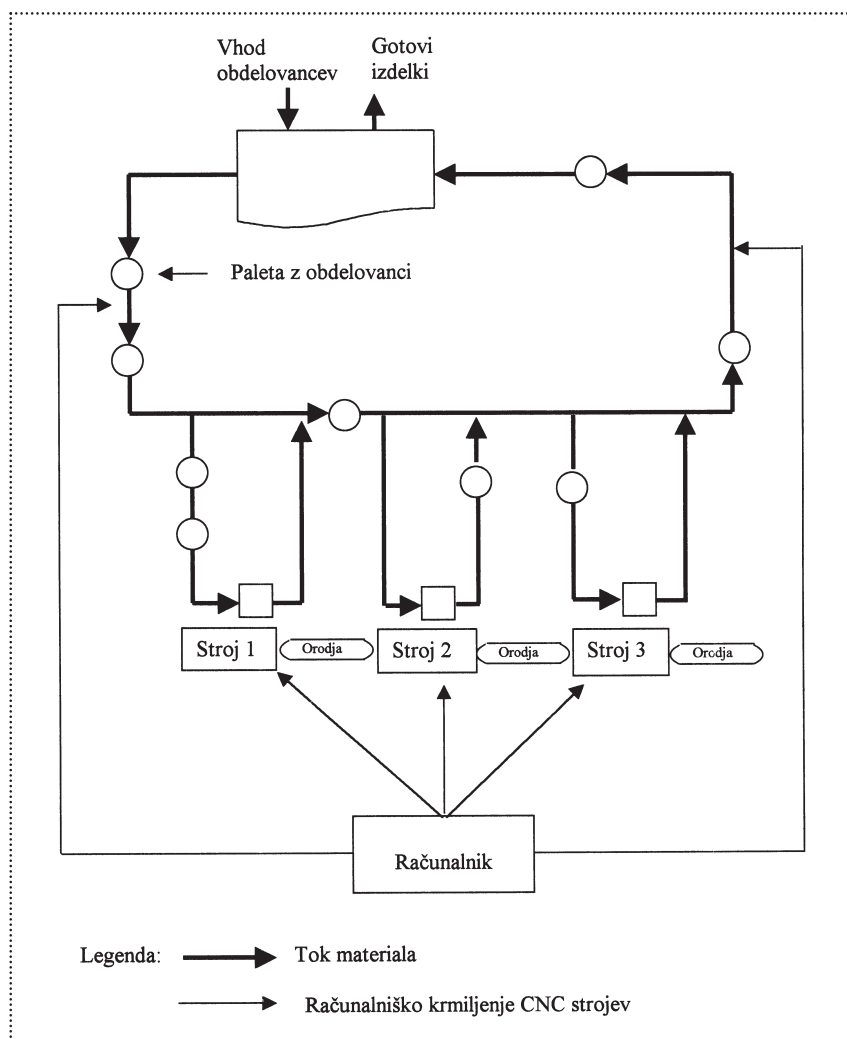 Vhod
obdelovancev
Gotovi
izdelki
Paleta z obdelovanci
Stroj 1
Orodja
Stroj 2
Orodja
Stroj 3
Orodja
Računalnik
Legenda:
Tok materiala
Računalniško krmiljenje CNC strojev